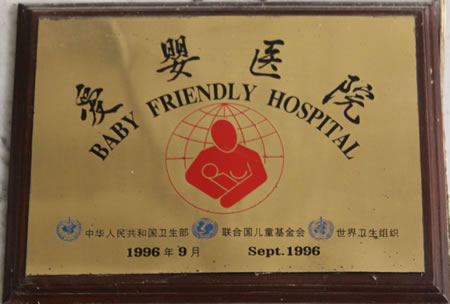 爱婴医院
BABY FRIENDLY HOSPITAL
中华人民共和国卫生部 联合国儿童基金会 世界卫生组织
1996年9月 Sept.1996